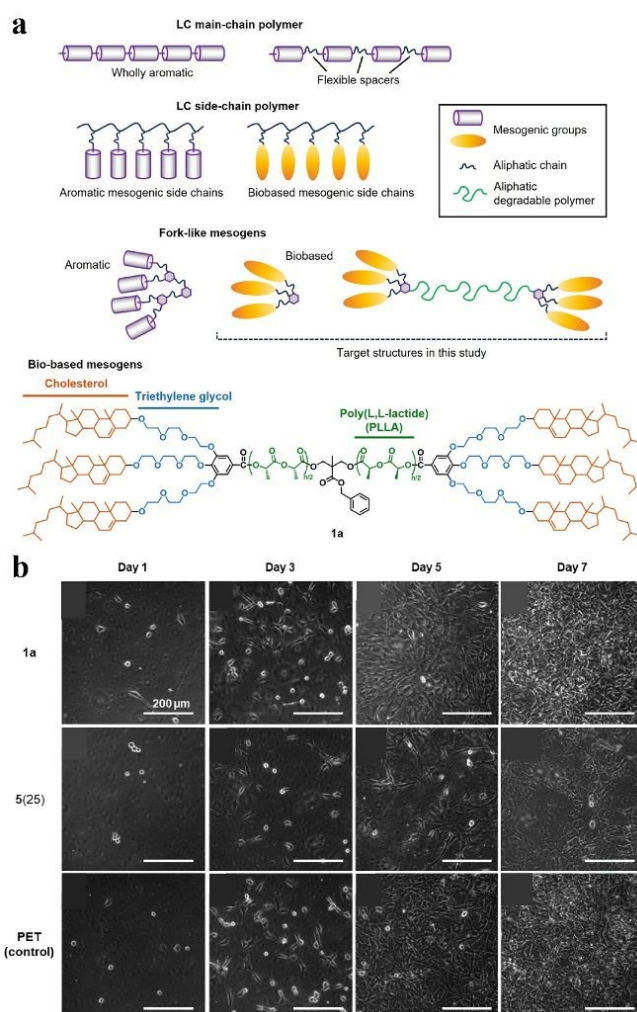 a
LC main-chain polymer
Wholly aromatic
Flexible spacers
LC side-chain polymer
Aromatic mesogenic side chains
Biobased mesogenic side chains
Mesogenic groups
Aliphatic chain
Aliphatic
degradable polymer
Fork-like mesogens
Aromatic
Biobased
Target structures in this study
Bio-based mesogens
Cholesterol
Triethylene glycol
Poly(L,L-lactide)
(PLLA)
O O O O
O O O
O O
C O O O O O O O O C
n/2 n/2
O O
O O O
O O O
1a
b
Day 1 Day 3 Day 5 Day 7
1a
200 μm
5(25)
PET
(control)